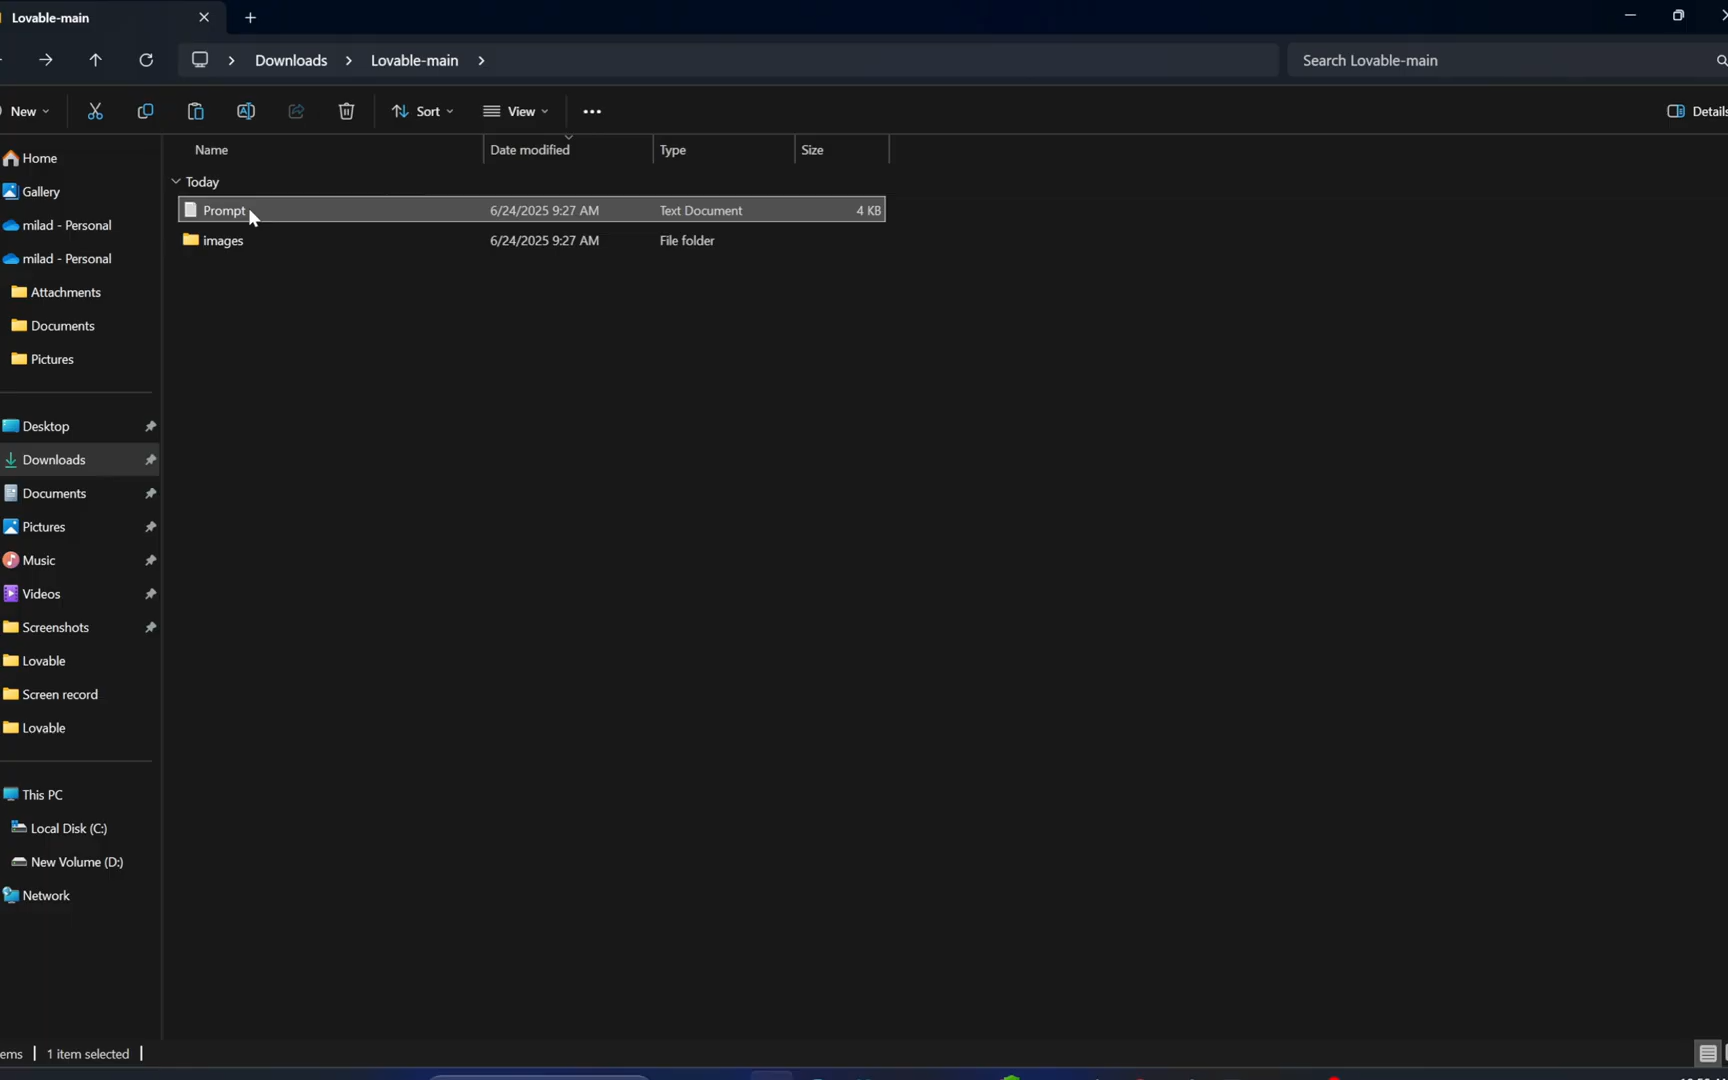 Lovable-main
Downloads
Lovable-main
Search Lovable-main
New
Sort
View
Details
Name
Date modified
Type
Size
Home
Gallery
milad - Personal
milad - Personal
Attachments
Documents
Pictures
Today
Prompt 6/24/2025 9:27 AM Text Document 4 KB
images 6/24/2025 9:27 AM File folder
Desktop
Downloads
Documents
Pictures
Music
Videos
Screenshots
Lovable
Screen record
Lovable
This PC
Local Disk (C:)
New Volume (D:)
Network
ems
1 item selected